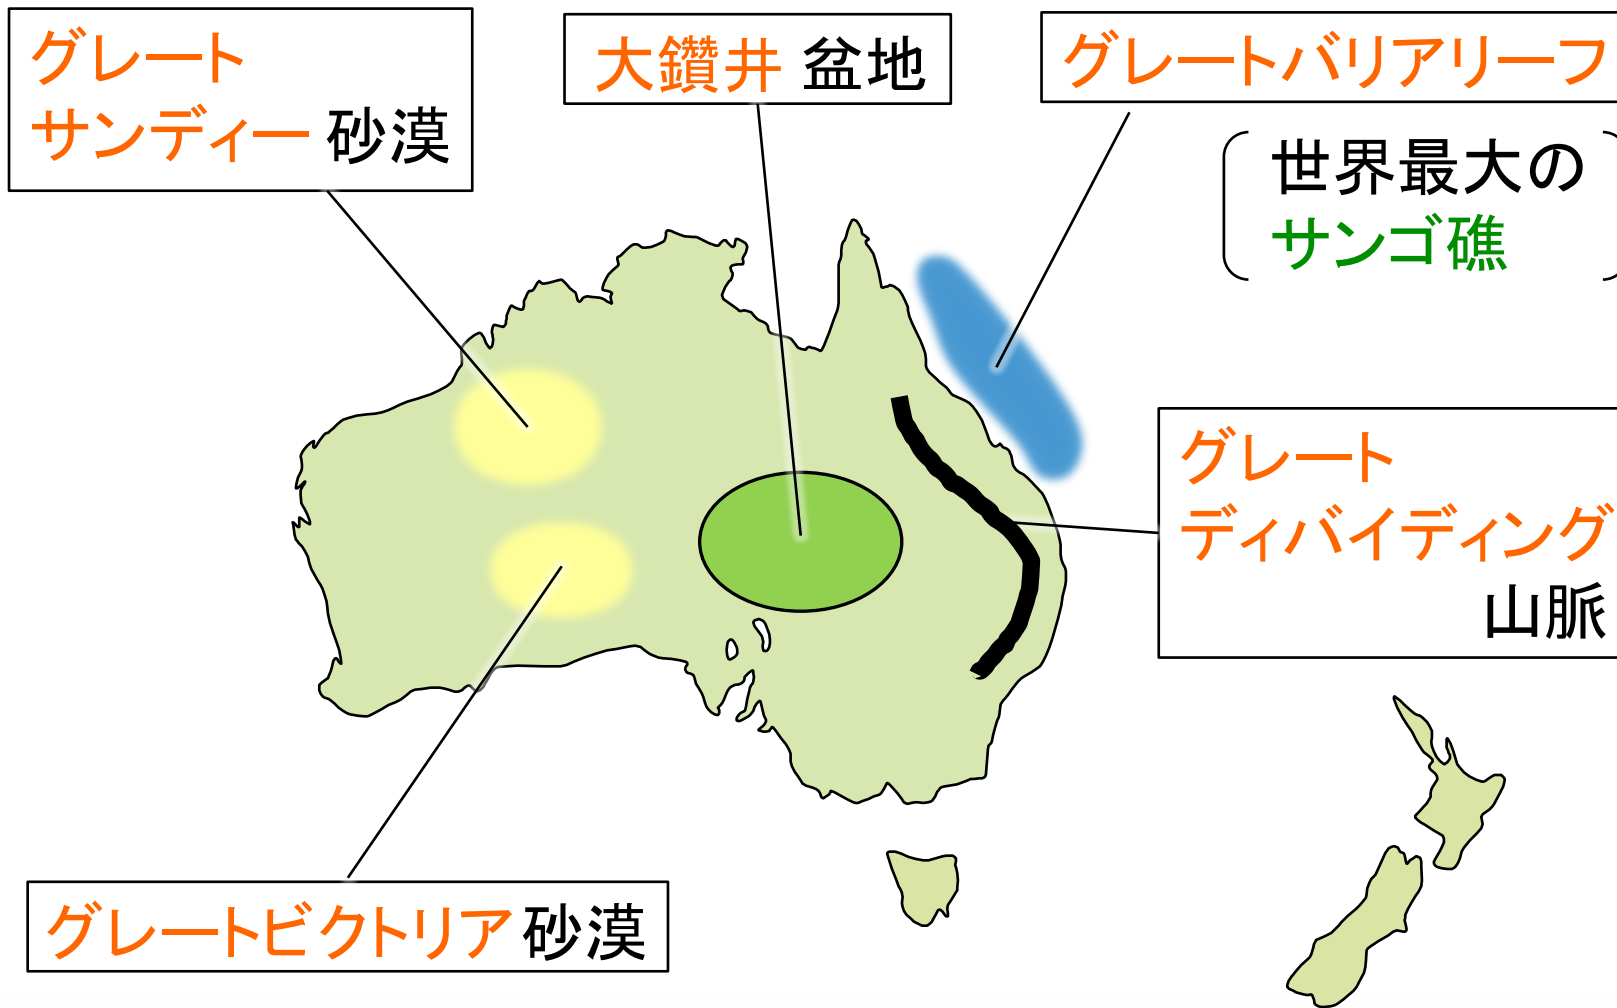 グレート
サンディー 砂漠
大鑽井 盆地
グレートバリアリーフ
世界最大の
サンゴ礁
グレート
ディバイディング
山脈
グレートビクトリア 砂漠